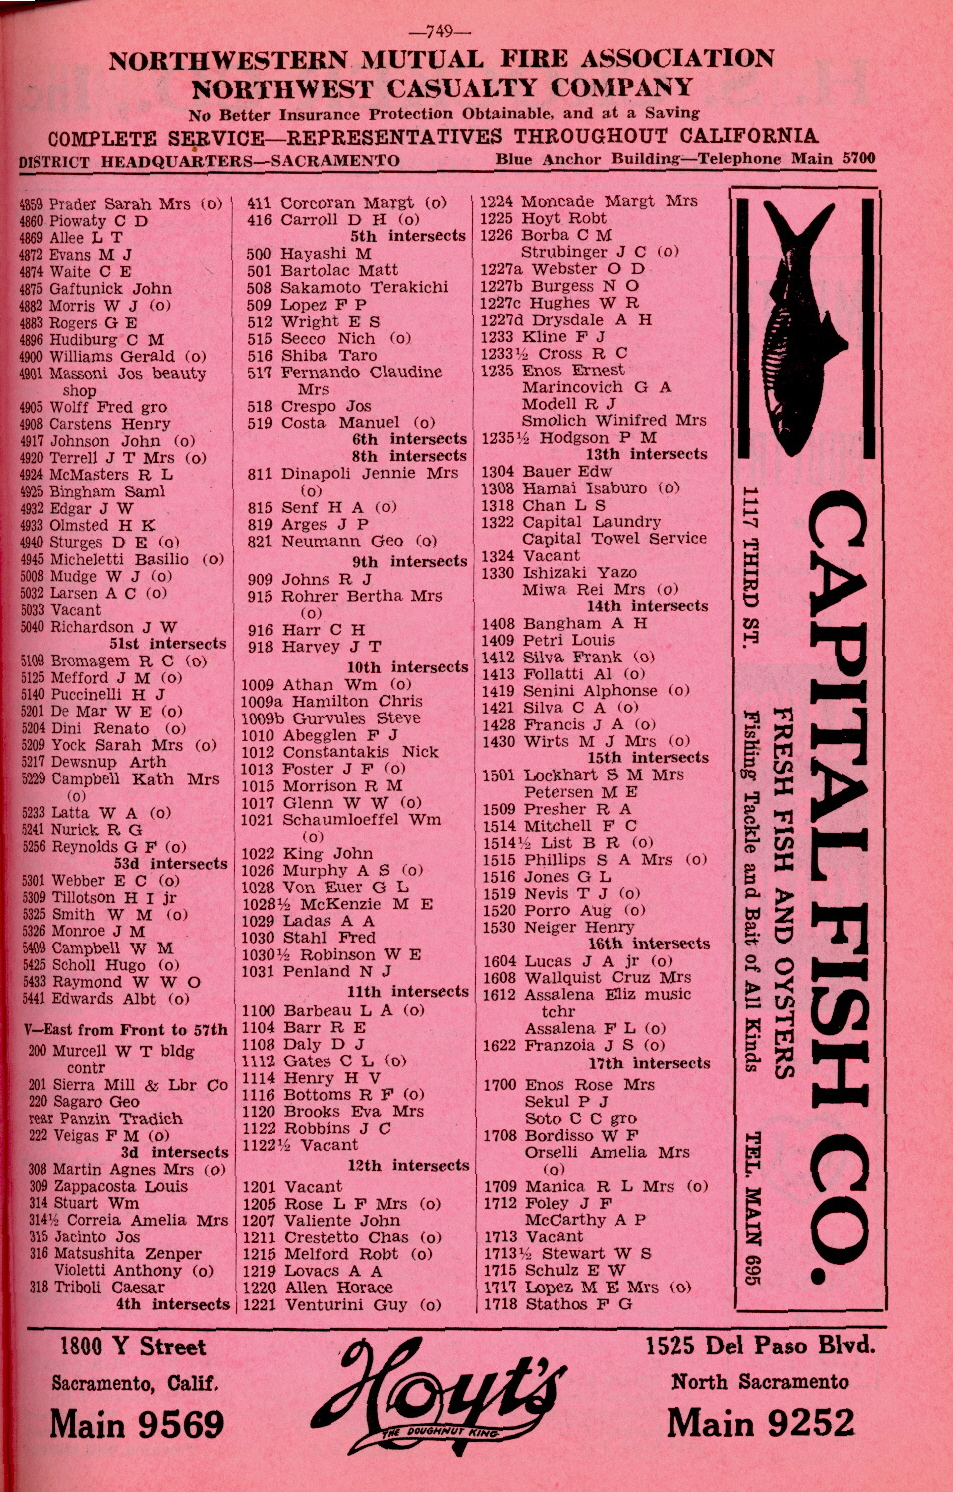 —749—
NORTHWESTERN MUTUAL FIRE ASSOCIATION
NORTHWEST CASUALTY COMPANY
No Better Insurance Protection Obtainable, and at a Saving
COMPLETE SERVICE—REPRESENTATIVES THROUGHOUT CALIFORNIA
DISTRICT HEADQUARTERS—SACRAMENTO Blue Anchor Building—Telephone Main 5700
4859 Prader Sarah Mrs (o)
4860 Piowaty C D
4869 Allee L T
4872 Evans M J
4874 Waite C E
4875 Gaftunick John
4882 Morris W J (o)
4883 Rogers G E
4896 Hudiburg C M
4900 Williams Gerald (o)
4901 Massoni Jos beauty
shop
4905 Wolff Fred gro
4908 Carstens Henry
4917 Johnson John (o)
4920 Terrell J T Mrs (o)
4924 McMasters R L
4925 Bingham Saml
4932 Edgar J W
4933 Olmsted H K
4940 Sturges D E (o)
4945 Micheletti Basilio (o)
5008 Mudge W J (o)
5032 Larsen A C (o)
5033 Vacant
5040 Richardson J W
51st intersects
5109 Bromagem R C (o)
5125 Mefford J M (o)
5140 Puccinelli H J
5201 De Mar W E (o)
5204 Dini Renato (o)
5209 Yock Sarah Mrs (o)
5217 Dewsnup Arth
5229 Campbell Kath Mrs
(o)
5233 Latta W A (o)
5241 Nurick R G
5256 Reynolds G F (o)
53d intersects
5301 Webber E C (o)
5309 Tillotson H I jr
5325 Smith W M (o)
5326 Monroe J M
5409 Campbell W M
5425 Scholl Hugo (o)
5433 Raymond W W O
5441 Edwards Albt (o)
V—East from Front to 57th
200 Murcell W T bldg
contr
201 Sierra Mill & Lbr Co
220 Sagaro Geo
rear Panzin Tradich
222 Veigas F M (o)
3d intersects
308 Martin Agnes Mrs (o)
309 Zappacosta Louis
314 Stuart Wm
314½ Correia Amelia Mrs
315 Jacinto Jos
316 Matsushita Zenper
Violetti Anthony (o)
318 Triboli Caesar
4th intersects
411 Corcoran Margt (o)
416 Carroll D H (o)
5th intersects
500 Hayashi M
501 Bartolac Matt
508 Sakamoto Terakichi
509 Lopez F P
512 Wright E S
515 Secco Nich (o)
516 Shiba Taro
517 Fernando Claudine
Mrs
518 Crespo Jos
519 Costa Manuel (o)
6th intersects
8th intersects
811 Dinapoli Jennie Mrs
(o)
815 Senf H A (o)
819 Arges J P
821 Neumann Geo (o)
9th intersects
909 Johns R J
915 Rohrer Bertha Mrs
(o)
916 Harr C H
918 Harvey J T
10th intersects
1009 Athan Wm (o)
1009a Hamilton Chris
1009b Gurvules Steve
1010 Abegglen F J
1012 Constantakis Nick
1013 Foster J F (o)
1015 Morrison R M
1017 Glenn W W (o)
1021 Schaumloeffel Wm
(o)
1022 King John
1026 Murphy A S (o)
1028 Von Euer G L
1028½ McKenzie M E
1029 Ladas A A
1030 Stahl Fred
1030½ Robinson W E
1031 Penland N J
11th intersects
1100 Barbeau L A (o)
1104 Barr R E
1108 Daly D J
1112 Gates C L (o)
1114 Henry H V
1116 Bottoms R F (o)
1120 Brooks Eva Mrs
1122 Robbins J C
1122½ Vacant
12th intersects
1201 Vacant
1205 Rose L F Mrs (o)
1207 Valiente John
1211 Crestetto Chas (o)
1215 Melford Robt (o)
1219 Lovacs A A
1220 Allen Horace
1221 Venturini Guy (o)
1224 Moncade Margt Mrs
1225 Hoyt Robt
1226 Borba C M
Strubinger J C (o)
1227a Webster O D
1227b Burgess N O
1227c Hughes W R
1227d Drysdale A H
1233 Kline F J
1233½ Cross R C
1235 Enos Ernest
Marincovich G A
Modell R J
Smolich Winifred Mrs
1235½ Hodgson P M
13th intersects
1304 Bauer Edw
1308 Hamai Isaburo (o)
1318 Chan L S
1322 Capital Laundry
Capital Towel Service
1324 Vacant
1330 Ishizaki Yazo
Miwa Rei Mrs (o)
14th intersects
1408 Bangham A H
1409 Petri Louis
1412 Silva Frank (o)
1413 Follatti Al (o)
1419 Senini Alphonse (o)
1421 Silva C A (o)
1428 Francis J A (o)
1430 Wirts M J Mrs (o)
15th intersects
1501 Lockhart S M Mrs
Petersen M E
1509 Presher R A
1514 Mitchell F C
1514½ List B R (o)
1515 Phillips S A Mrs (o)
1516 Jones G L
1519 Nevis T J (o)
1520 Porro Aug (o)
1530 Neiger Henry
16th intersects
1604 Lucas J A jr (o)
1608 Wallquist Cruz Mrs
1612 Assalena Eliz music
tchr
Assalena F L (o)
1622 Franzoia J S (o)
17th intersects
1700 Enos Rose Mrs
Sekul P J
Soto C C gro
1708 Bordisso W F
Orselli Amelia Mrs
(o)
1709 Manica R L Mrs (o)
1712 Foley J F
McCarthy A P
1713 Vacant
1713½ Stewart W S
1715 Schulz E W
1717 Lopez M E Mrs (o)
1718 Stathos F G
CAPITAL FISH CO.
FRESH FISH AND OYSTERS
Fishing Tackle and Bait of All Kinds
1117 THIRD ST. TEL. MAIN 695
1800 Y Street
Sacramento, Calif.
Main 9569
Hoyt's
THE DOUGHNUT KING
1525 Del Paso Blvd.
North Sacramento
Main 9252